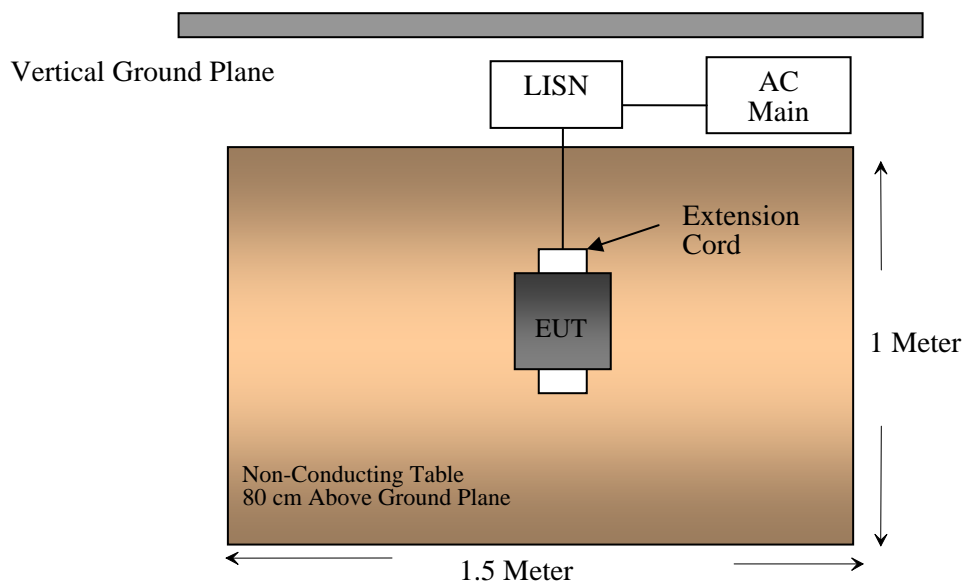 Vertical Ground Plane
LISN
AC
Main
Extension
Cord
EUT
1 Meter
Non-Conducting Table
80 cm Above Ground Plane
1.5 Meter